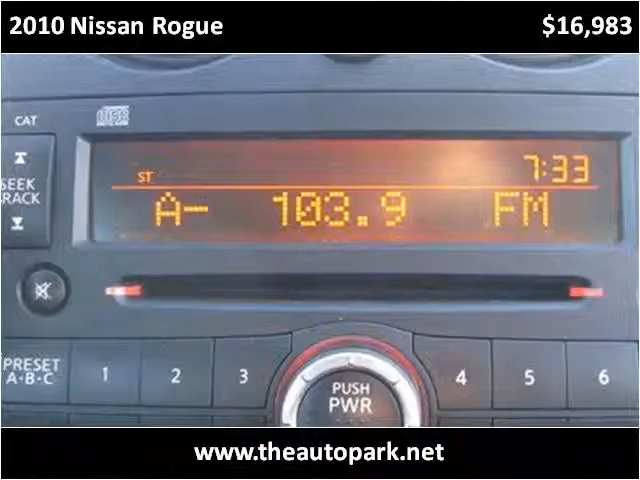 2010 Nissan Rogue $16,983
CAT
DISC
ST 7:33
SEEK
TRACK
A- 103.9 FM
PRESET
A·B·C
1 2 3
PUSH
PWR
4 5 6
www.theautopark.net